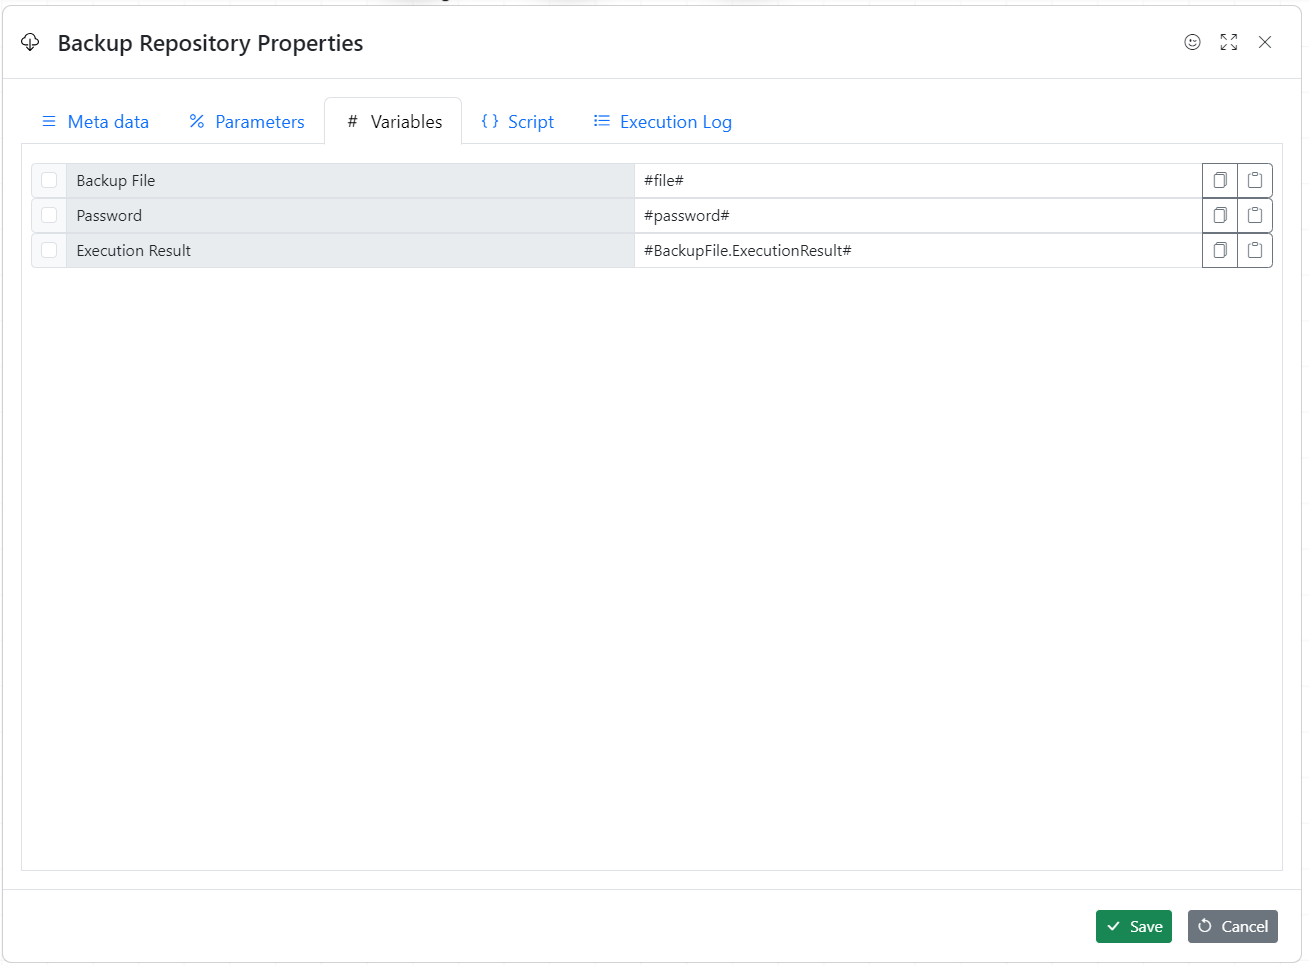 Backup Repository Properties
Meta data Parameters # Variables {} Script Execution Log
Backup File #file#
Password #password#
Execution Result #BackupFile.ExecutionResult#
Save Cancel